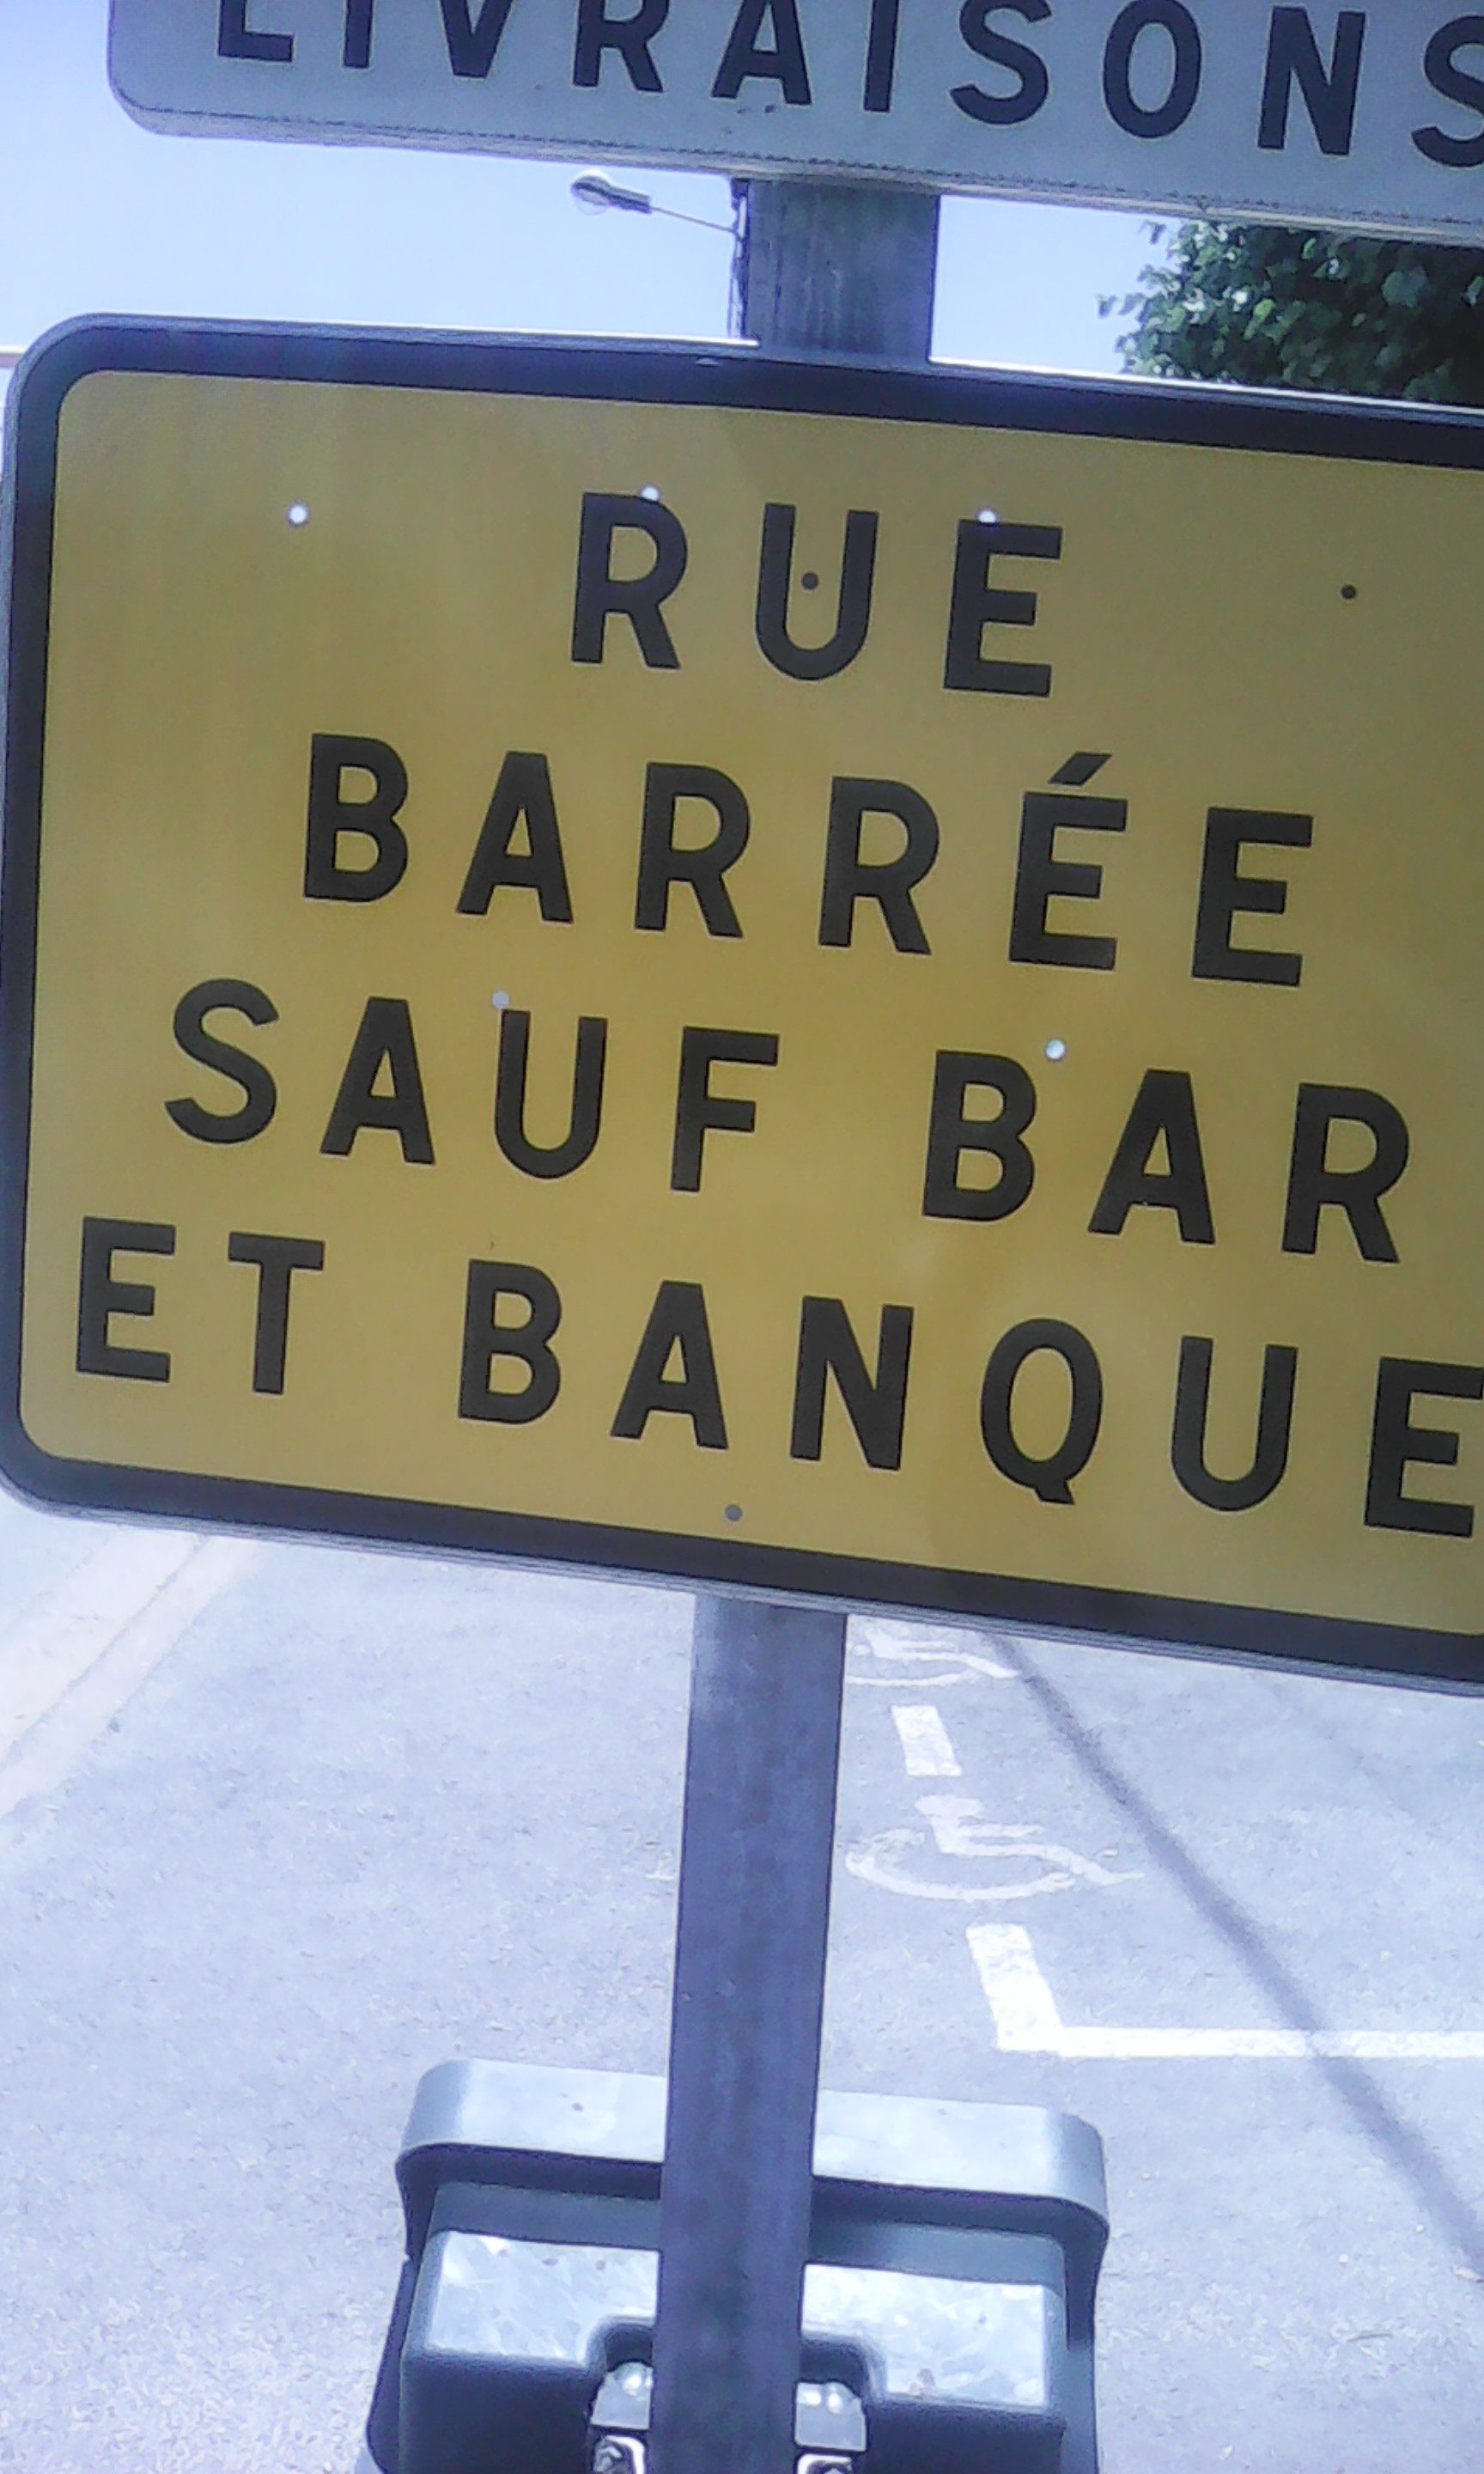 LIVRAISONS
RUE
BARRÉE
SAUF BAR
ET BANQUE